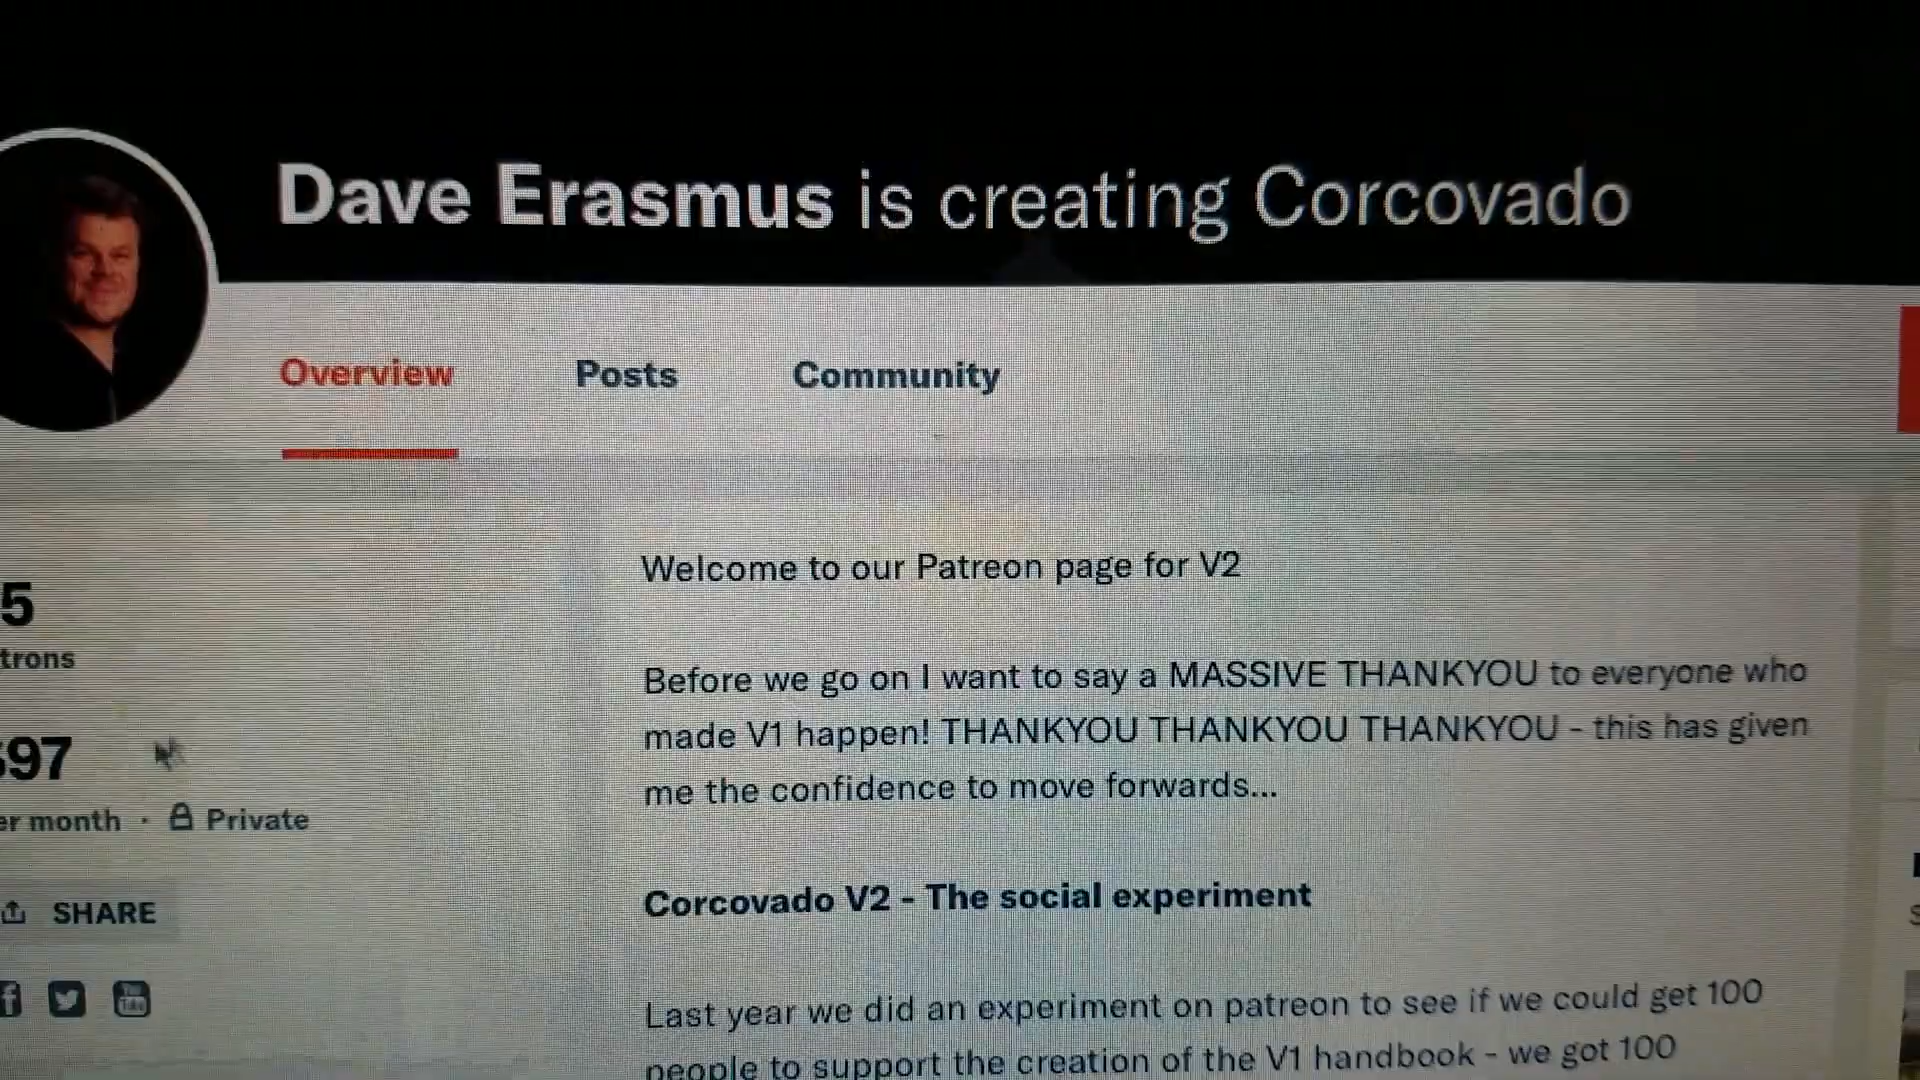 Dave Erasmus is creating Corcovado
Overview Posts Community
5
trons
97
er month · Private
SHARE
Welcome to our Patreon page for V2
Before we go on I want to say a MASSIVE THANKYOU to everyone who
made V1 happen! THANKYOU THANKYOU THANKYOU - this has given
me the confidence to move forwards...
Corcovado V2 - The social experiment
Last year we did an experiment on patreon to see if we could get 100
people to support the creation of the V1 handbook - we got 100